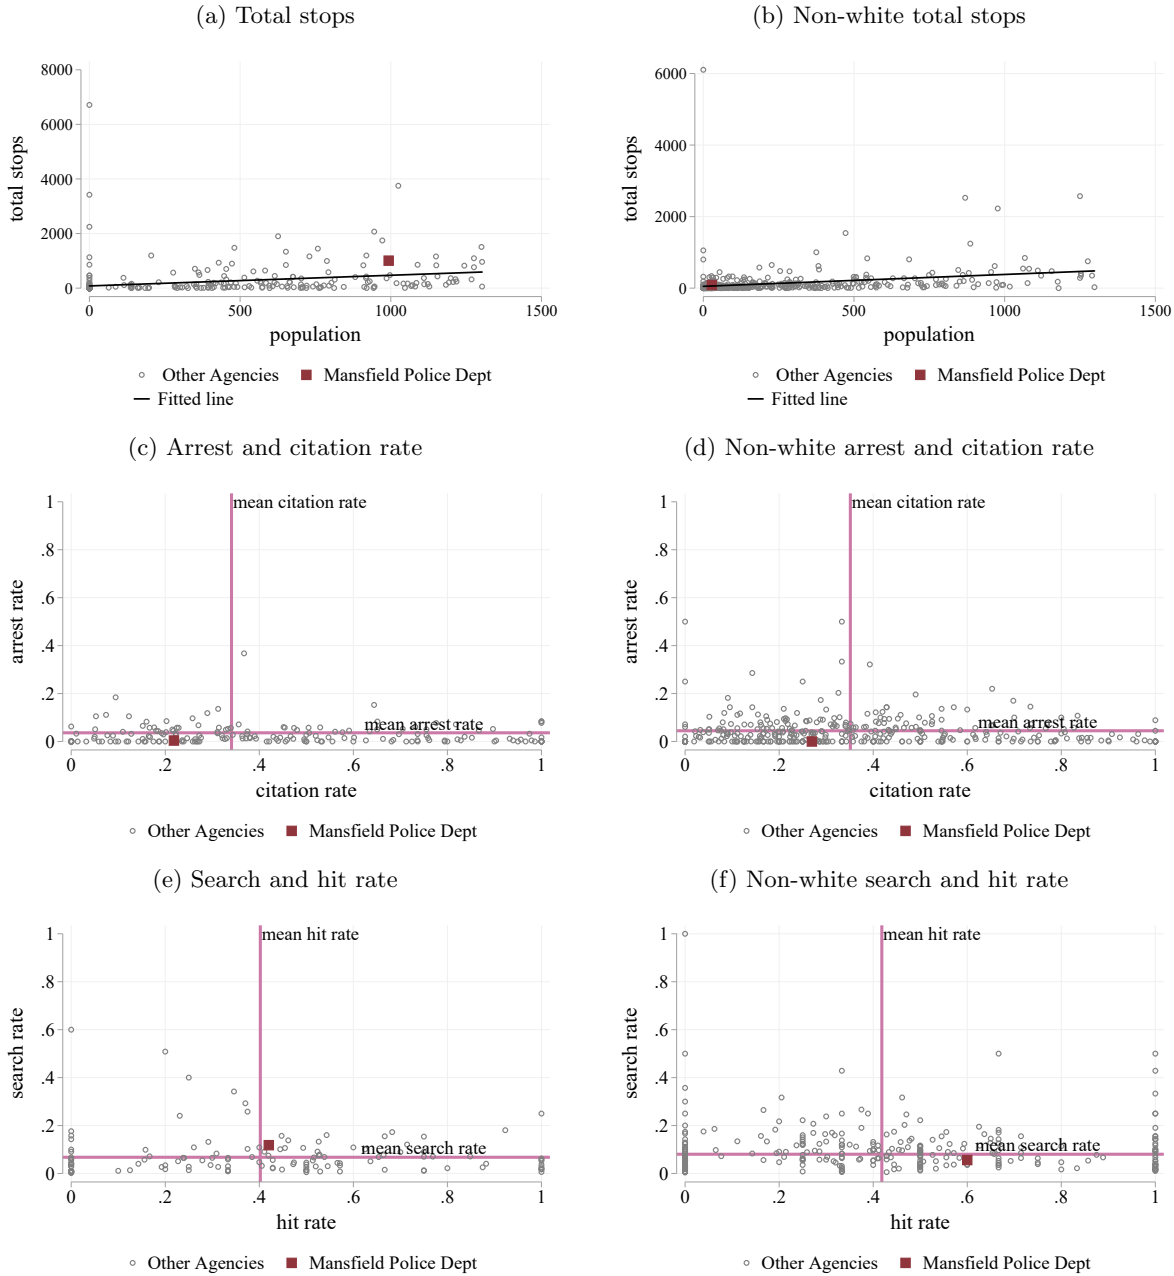 (a) Total stops
(b) Non-white total stops
8000
6000
4000
2000
0
total stops
0
500
1000
1500
population
Other Agencies
Mansfield Police Dept
Fitted line
6000
4000
2000
0
total stops
0
500
1000
1500
population
Other Agencies
Mansfield Police Dept
Fitted line
(c) Arrest and citation rate
(d) Non-white arrest and citation rate
1
.8
.6
.4
.2
0
arrest rate
mean citation rate
mean arrest rate
0
.2
.4
.6
.8
1
citation rate
Other Agencies
Mansfield Police Dept
1
.8
.6
.4
.2
0
arrest rate
mean citation rate
mean arrest rate
0
.2
.4
.6
.8
1
citation rate
Other Agencies
Mansfield Police Dept
(e) Search and hit rate
(f) Non-white search and hit rate
1
.8
.6
.4
.2
0
search rate
mean hit rate
mean search rate
0
.2
.4
.6
.8
1
hit rate
Other Agencies
Mansfield Police Dept
1
.8
.6
.4
.2
0
search rate
mean hit rate
mean search rate
0
.2
.4
.6
.8
1
hit rate
Other Agencies
Mansfield Police Dept